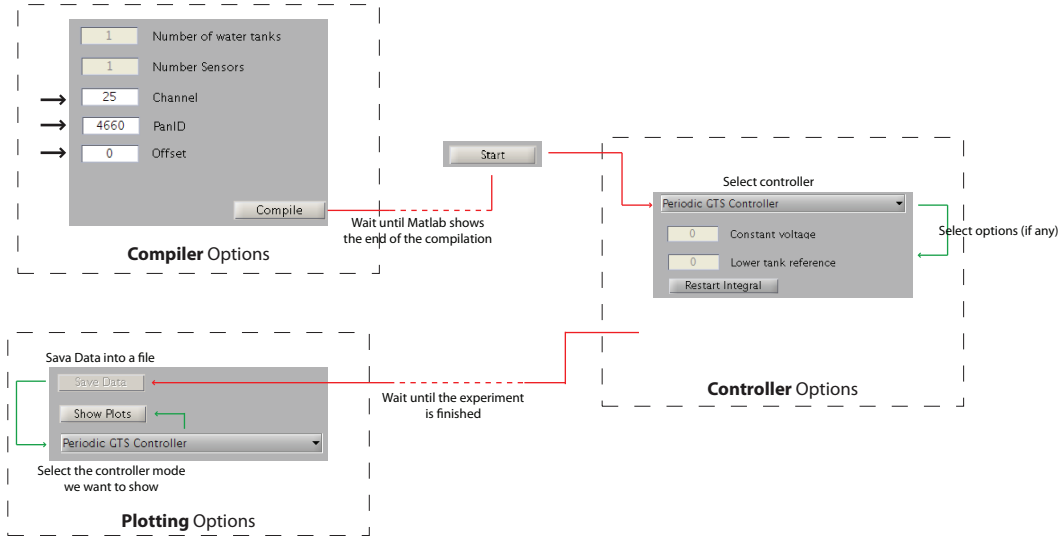 1 Number of water tanks
1 Number Sensors
25 Channel
4660 PanID
0 Offset
Compile
Compiler Options
Wait until Matlab shows
the end of the compilation
Start
Select controller
Periodic GTS Controller
Select options (if any)
0 Constant voltage
0 Lower tank reference
Restart Integral
Controller Options
Wait until the experiment
is finished
Sava Data into a file
Save Data
Show Plots
Periodic GTS Controller
Select the controller mode
we want to show
Plotting Options